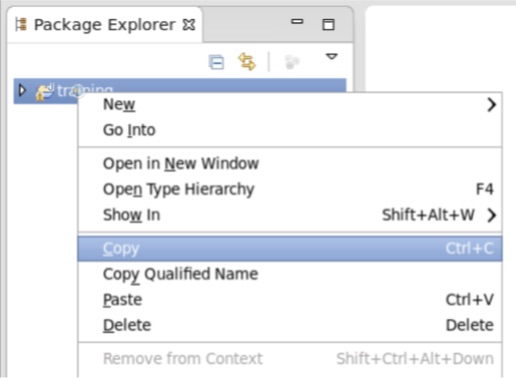 Package Explorer
training
New
Go Into
Open in New Window
Open Type Hierarchy F4
Show In Shift+Alt+W
Copy Ctrl+C
Copy Qualified Name
Paste Ctrl+V
Delete Delete
Remove from Context Shift+Ctrl+Alt+Down